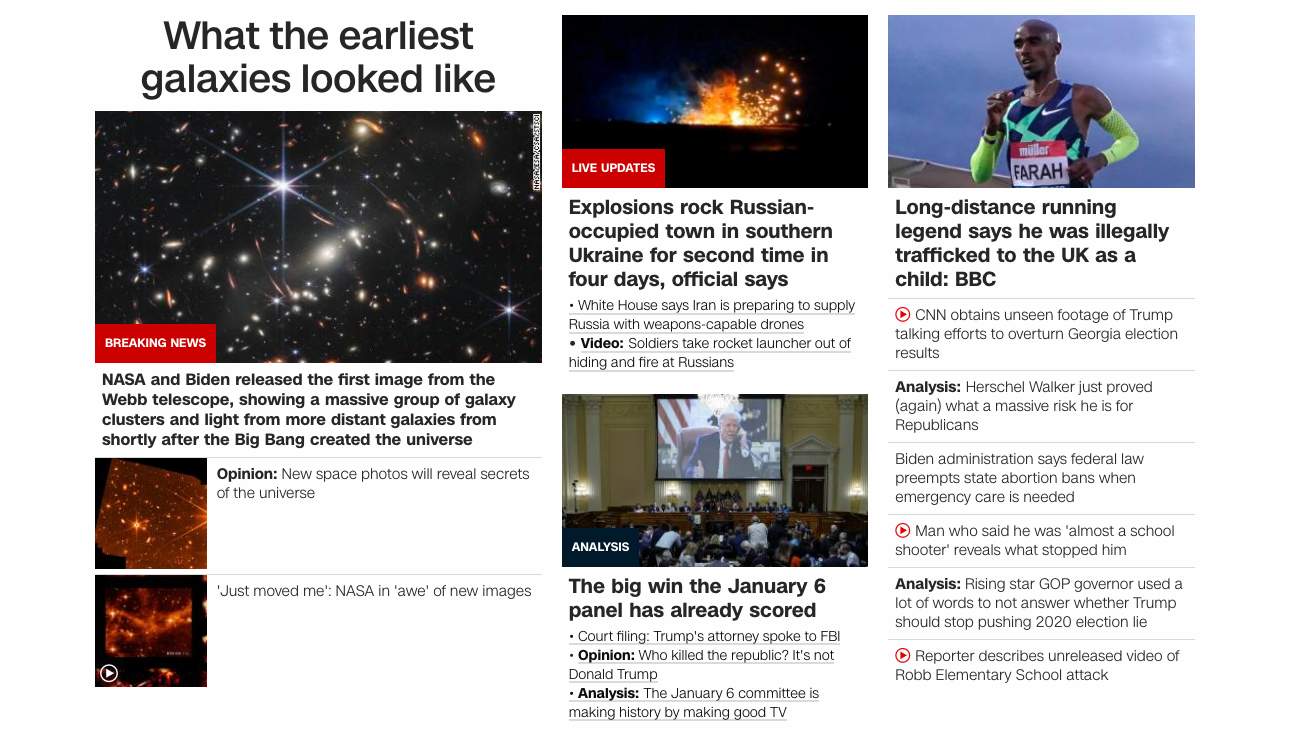 What the earliest
galaxies looked like
NASA/ESA/CSA/STSCI
BREAKING NEWS
NASA and Biden released the first image from the
Webb telescope, showing a massive group of galaxy
clusters and light from more distant galaxies from
shortly after the Big Bang created the universe
Opinion: New space photos will reveal secrets
of the universe
'Just moved me': NASA in 'awe' of new images
LIVE UPDATES
Explosions rock Russian-
occupied town in southern
Ukraine for second time in
four days, official says
• White House says Iran is preparing to supply
Russia with weapons-capable drones
• Video: Soldiers take rocket launcher out of
hiding and fire at Russians
ANALYSIS
The big win the January 6
panel has already scored
• Court filing: Trump's attorney spoke to FBI
• Opinion: Who killed the republic? It's not
Donald Trump
• Analysis: The January 6 committee is
making history by making good TV
müller
FARAH
Long-distance running
legend says he was illegally
trafficked to the UK as a
child: BBC
CNN obtains unseen footage of Trump
talking efforts to overturn Georgia election
results
Analysis: Herschel Walker just proved
(again) what a massive risk he is for
Republicans
Biden administration says federal law
preempts state abortion bans when
emergency care is needed
Man who said he was 'almost a school
shooter' reveals what stopped him
Analysis: Rising star GOP governor used a
lot of words to not answer whether Trump
should stop pushing 2020 election lie
Reporter describes unreleased video of
Robb Elementary School attack